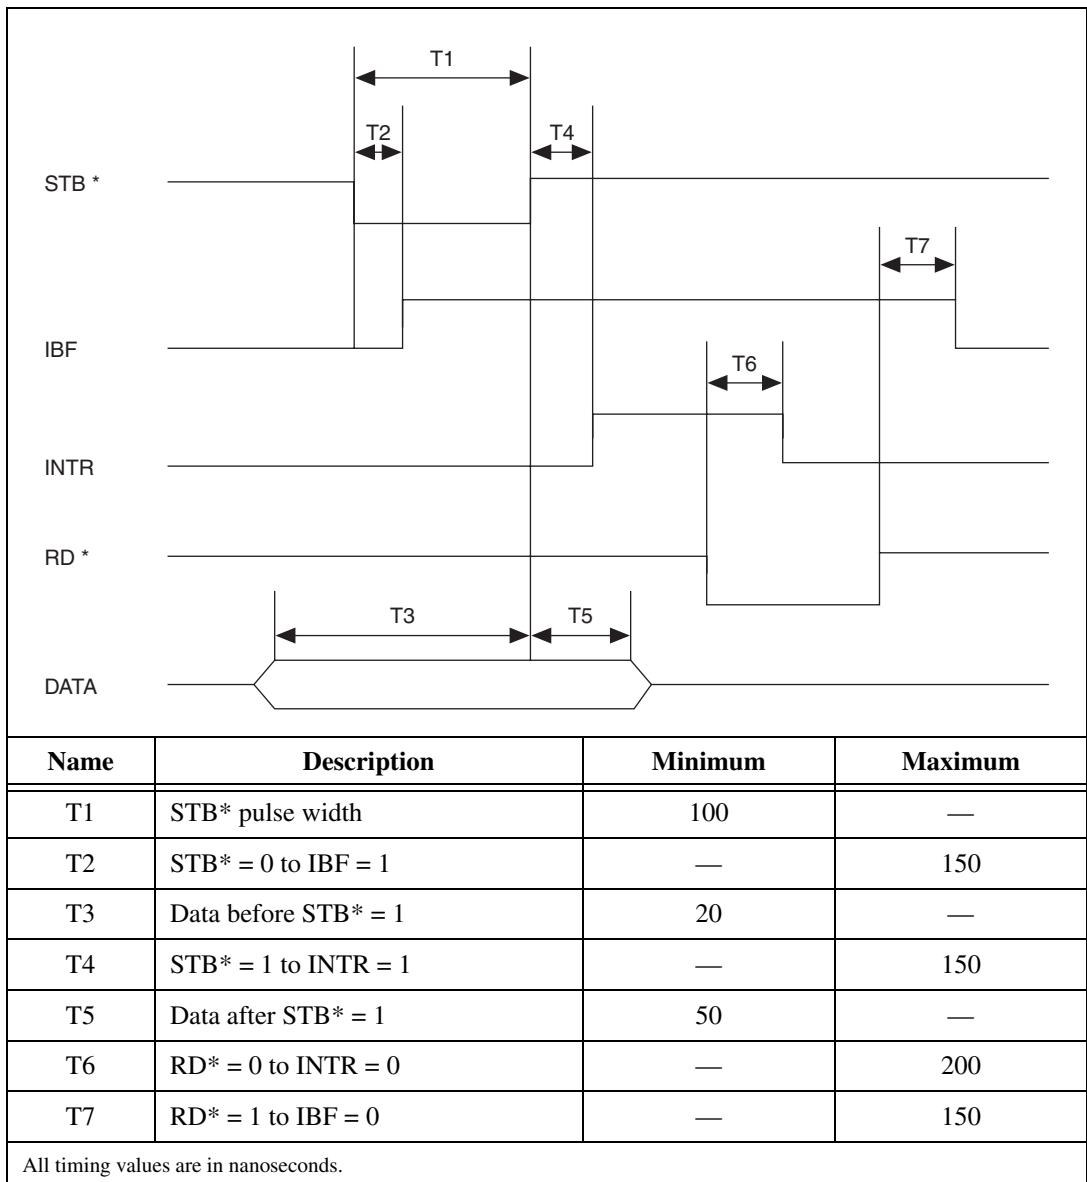 T1
T2 T4
STB *
T7
IBF
T6
INTR
RD *
T3 T5
DATA
Name Description Minimum Maximum
T1 STB* pulse width 100 —
T2 STB* = 0 to IBF = 1 — 150
T3 Data before STB* = 1 20 —
T4 STB* = 1 to INTR = 1 — 150
T5 Data after STB* = 1 50 —
T6 RD* = 0 to INTR = 0 — 200
T7 RD* = 1 to IBF = 0 — 150
All timing values are in nanoseconds.